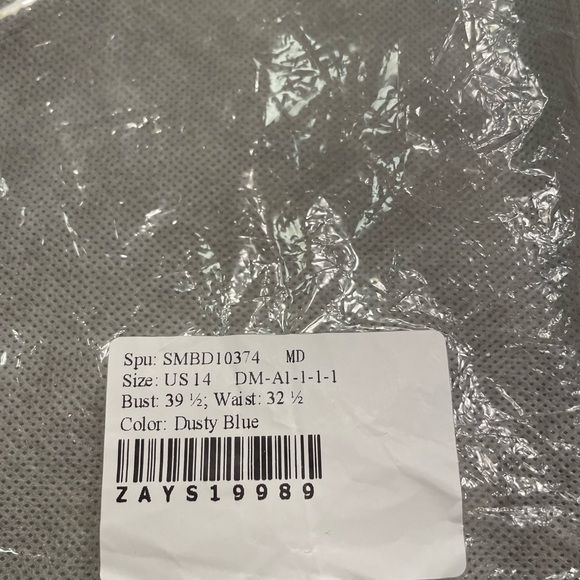 Spu: SMBD10374 MD
Size: US 14 DM-A1-1-1-1
Bust: 39 ½; Waist: 32 ½
Color: Dusty Blue
ZAYS19989